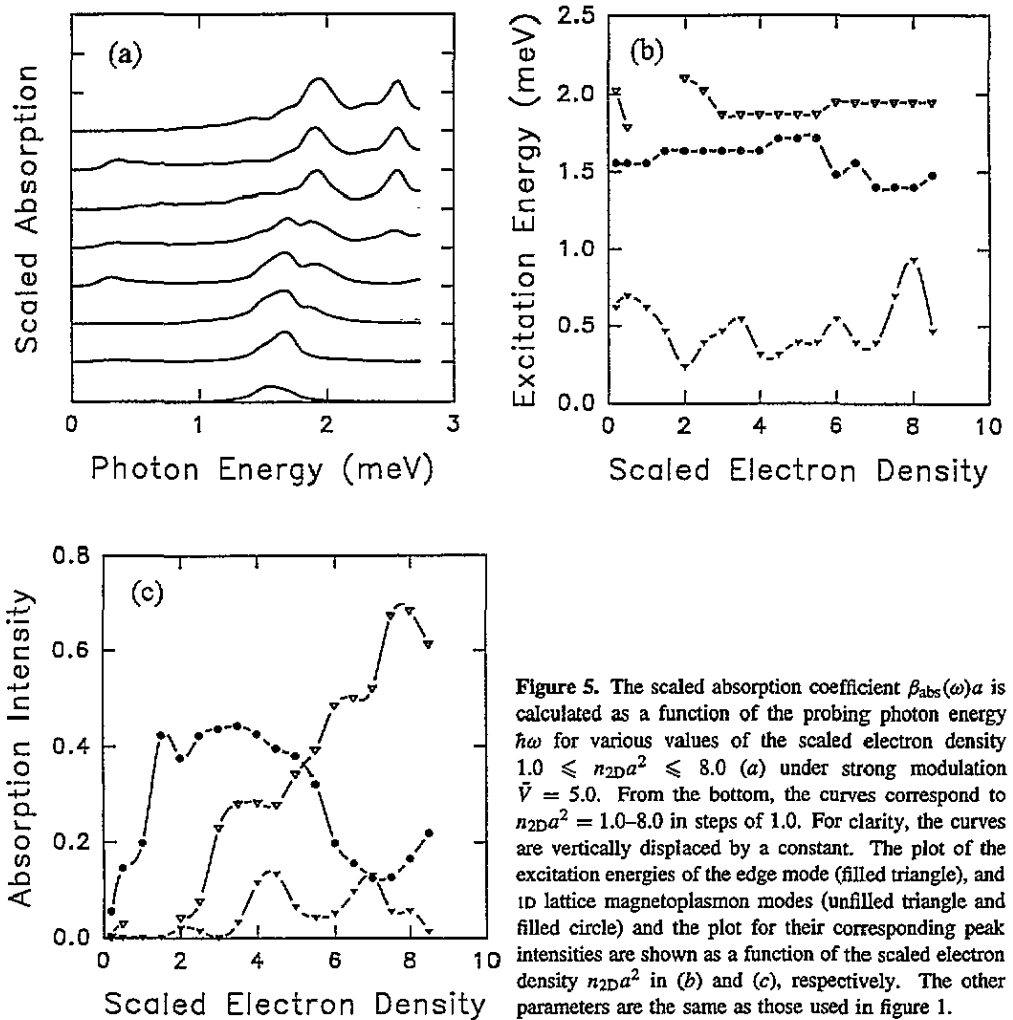 (a)
Scaled Absorption
0 1 2 3
Photon Energy (meV)
(b)
Excitation Energy (meV)
2.5
2.0
1.5
1.0
0.5
0.0
0 2 4 6 8 10
Scaled Electron Density
(c)
Absorption Intensity
0.8
0.6
0.4
0.2
0.0
0 2 4 6 8 10
Scaled Electron Density
Figure 5. The scaled absorption coefficient βabs(ω)a is
calculated as a function of the probing photon energy
ℏω for various values of the scaled electron density
1.0 ⩽ n2Da² ⩽ 8.0 (a) under strong modulation
V̄ = 5.0. From the bottom, the curves correspond to
n2Da² = 1.0–8.0 in steps of 1.0. For clarity, the curves
are vertically displaced by a constant. The plot of the
excitation energies of the edge mode (filled triangle), and
1D lattice magnetoplasmon modes (unfilled triangle and
filled circle) and the plot for their corresponding peak
intensities are shown as a function of the scaled electron
density n2Da² in (b) and (c), respectively. The other
parameters are the same as those used in figure 1.